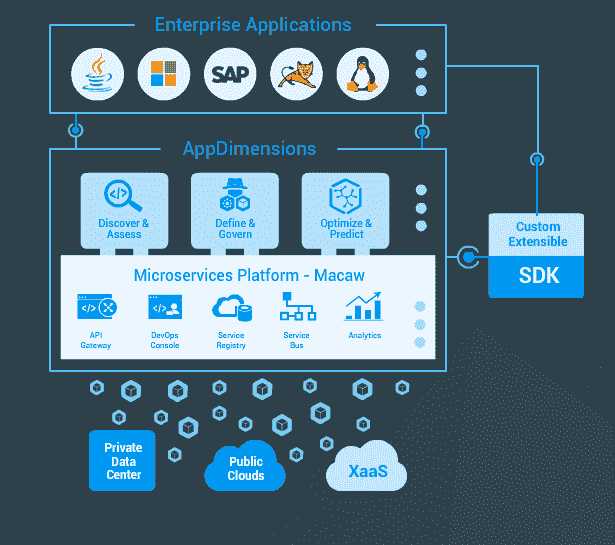 Enterprise Applications
SAP
AppDimensions
Discover &
Assess
Define &
Govern
Optimize &
Predict
Custom
Extensible
SDK
Microservices Platform - Macaw
API
Gateway
DevOps
Console
Service
Registry
Service
Bus
Analytics
Private
Data
Center
Public
Clouds
XaaS